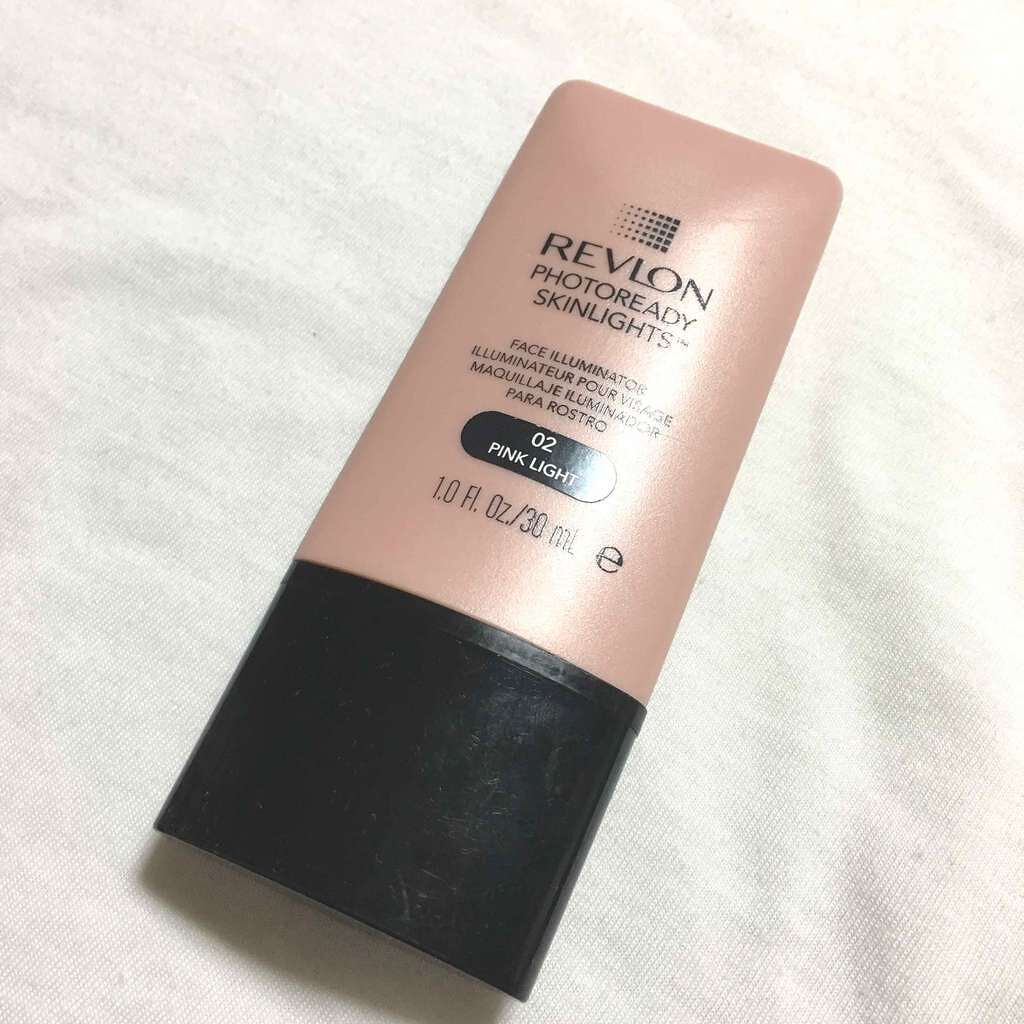 REVLON
PHOTOREADY
SKINLIGHTS™
FACE ILLUMINATOR
ILLUMINATEUR POUR VISAGE
MAQUILLAJE ILUMINADOR
PARA ROSTRO
02
PINK LIGHT
1.0 Fl. Oz./30 mL ℮